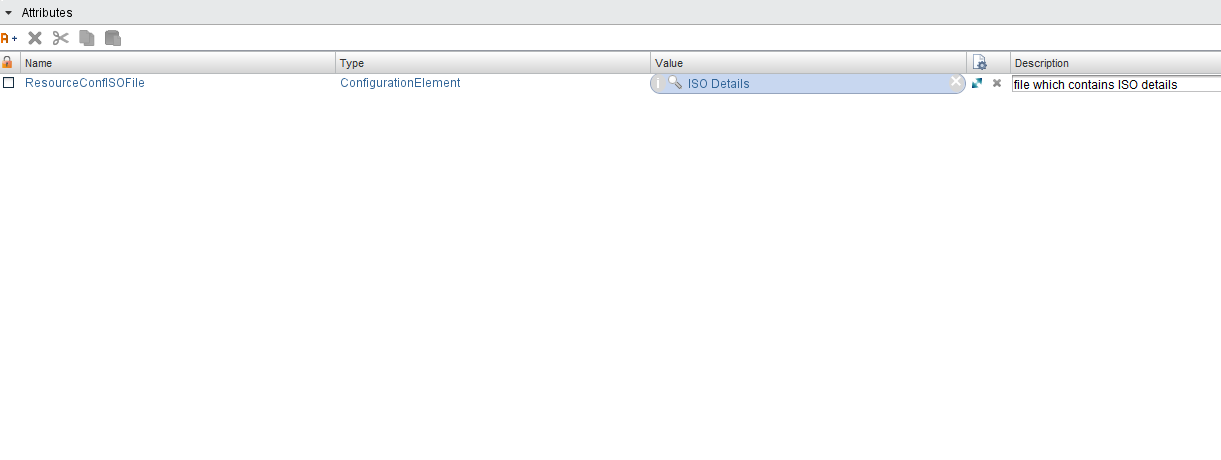 Attributes
Name Type Value Description
ResourceConfISOFile ConfigurationElement ISO Details file which contains ISO details